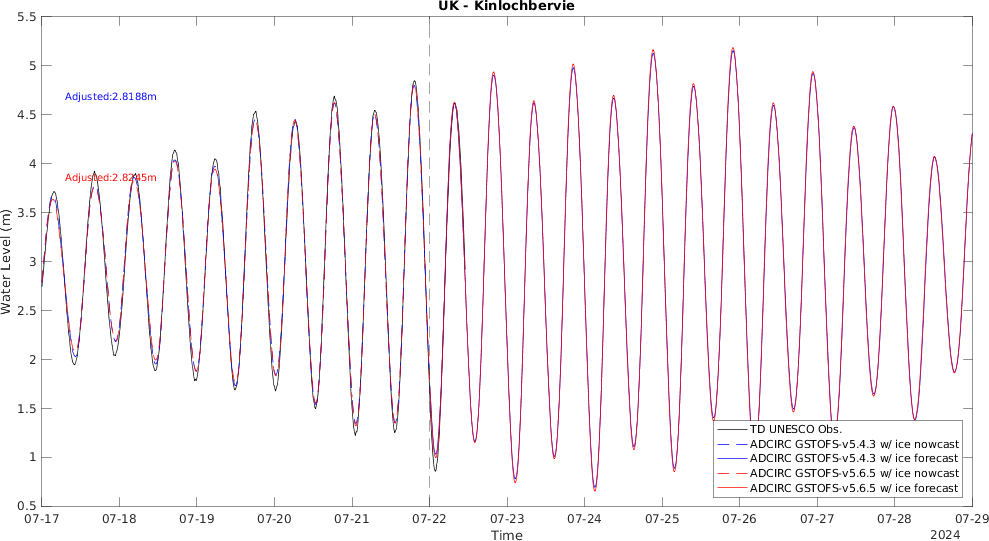 UK - Kinlochbervie
5.5
5
4.5
4
3.5
3
2.5
2
1.5
1
0.5
Water Level (m)
Adjusted:2.8188m
Adjusted:2.8245m
TD UNESCO Obs.
ADCIRC GSTOFS-v5.4.3 w/ ice nowcast
ADCIRC GSTOFS-v5.4.3 w/ ice forecast
ADCIRC GSTOFS-v5.6.5 w/ ice nowcast
ADCIRC GSTOFS-v5.6.5 w/ ice forecast
07-17 07-18 07-19 07-20 07-21 07-22 07-23 07-24 07-25 07-26 07-27 07-28 07-29
Time
2024